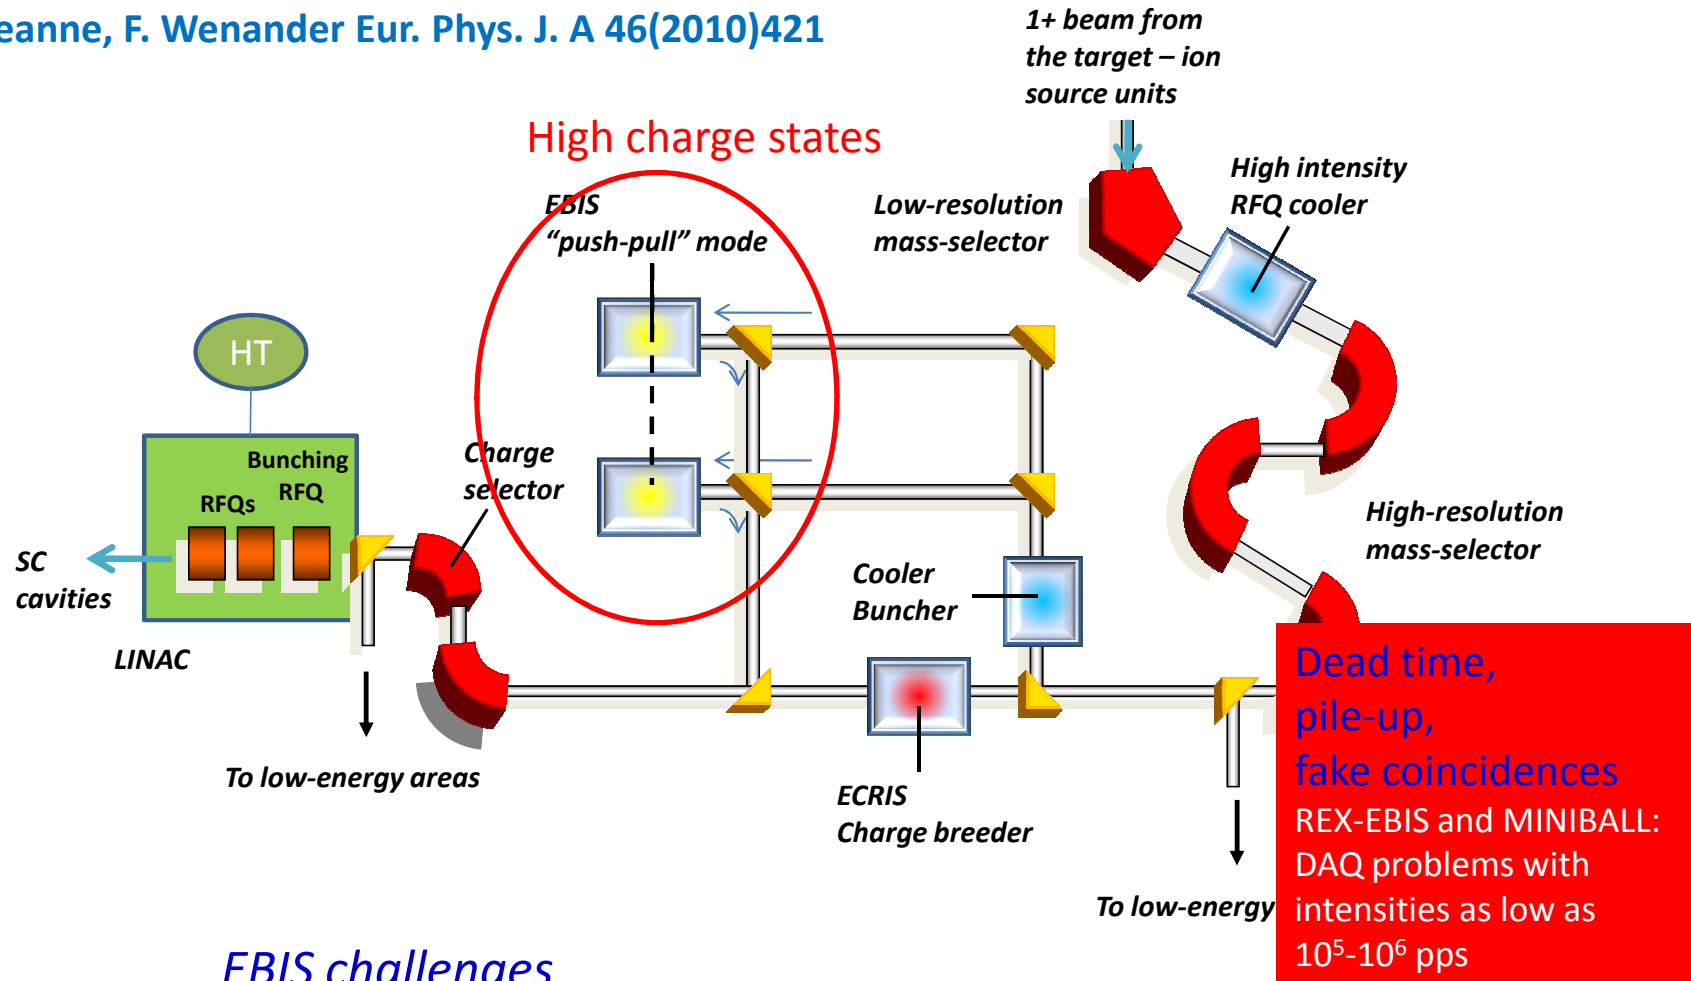 eanne, F. Wenander Eur. Phys. J. A 46(2010)421
1+ beam from
the target – ion
source units
High charge states
High intensity
RFQ cooler
EBIS
“push-pull” mode
Low-resolution
mass-selector
HT
Charge
selector
Bunching
RFQ
RFQs
High-resolution
mass-selector
SC
cavities
Cooler
Buncher
LINAC
To low-energy areas
ECRIS
Charge breeder
To low-energy
Dead time,
pile-up,
fake coincidences
REX-EBIS and MINIBALL:
DAQ problems with
intensities as low as
10⁵-10⁶ pps
EBIS challenges